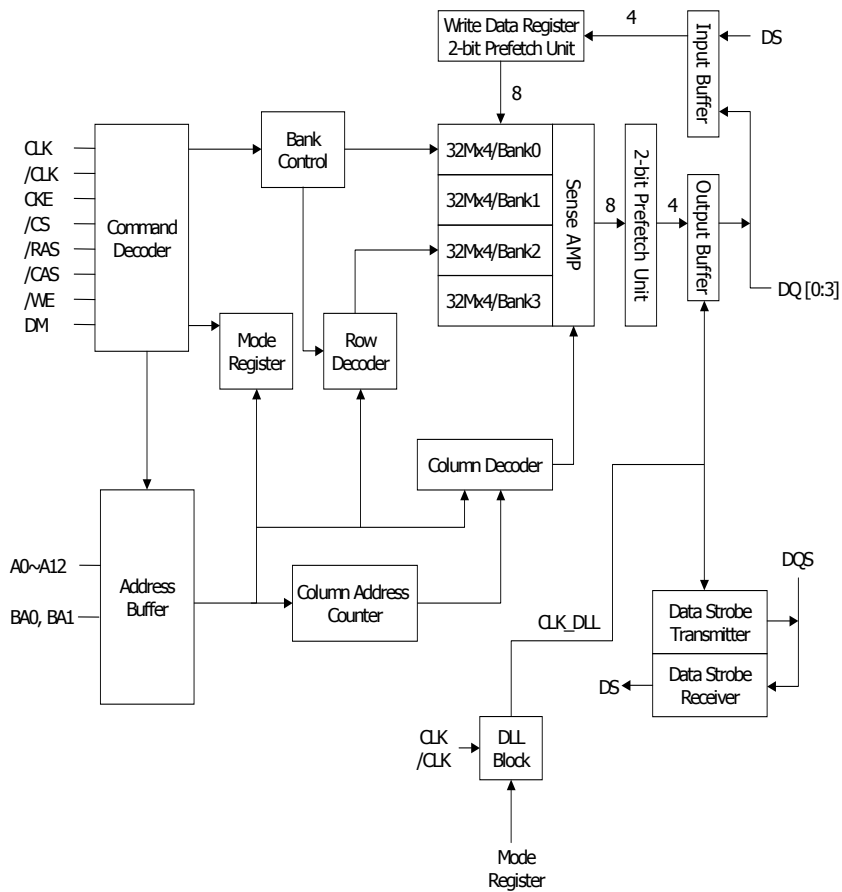 Write Data Register
2-bit Prefetch Unit
4
Input Buffer
DS
8
Bank
Control
CLK
/CLK
CKE
/CS
/RAS
/CAS
/WE
DM
Command
Decoder
32Mx4/Bank0
32Mx4/Bank1
32Mx4/Bank2
32Mx4/Bank3
Sense AMP
8
2-bit Prefetch Unit
4
Output Buffer
DQ [0:3]
Mode
Register
Row
Decoder
Column Decoder
A0~A12
BA0, BA1
Address
Buffer
Column Address
Counter
CLK_DLL
DQS
Data Strobe
Transmitter
Data Strobe
Receiver
DS
CLK
/CLK
DLL
Block
Mode
Register